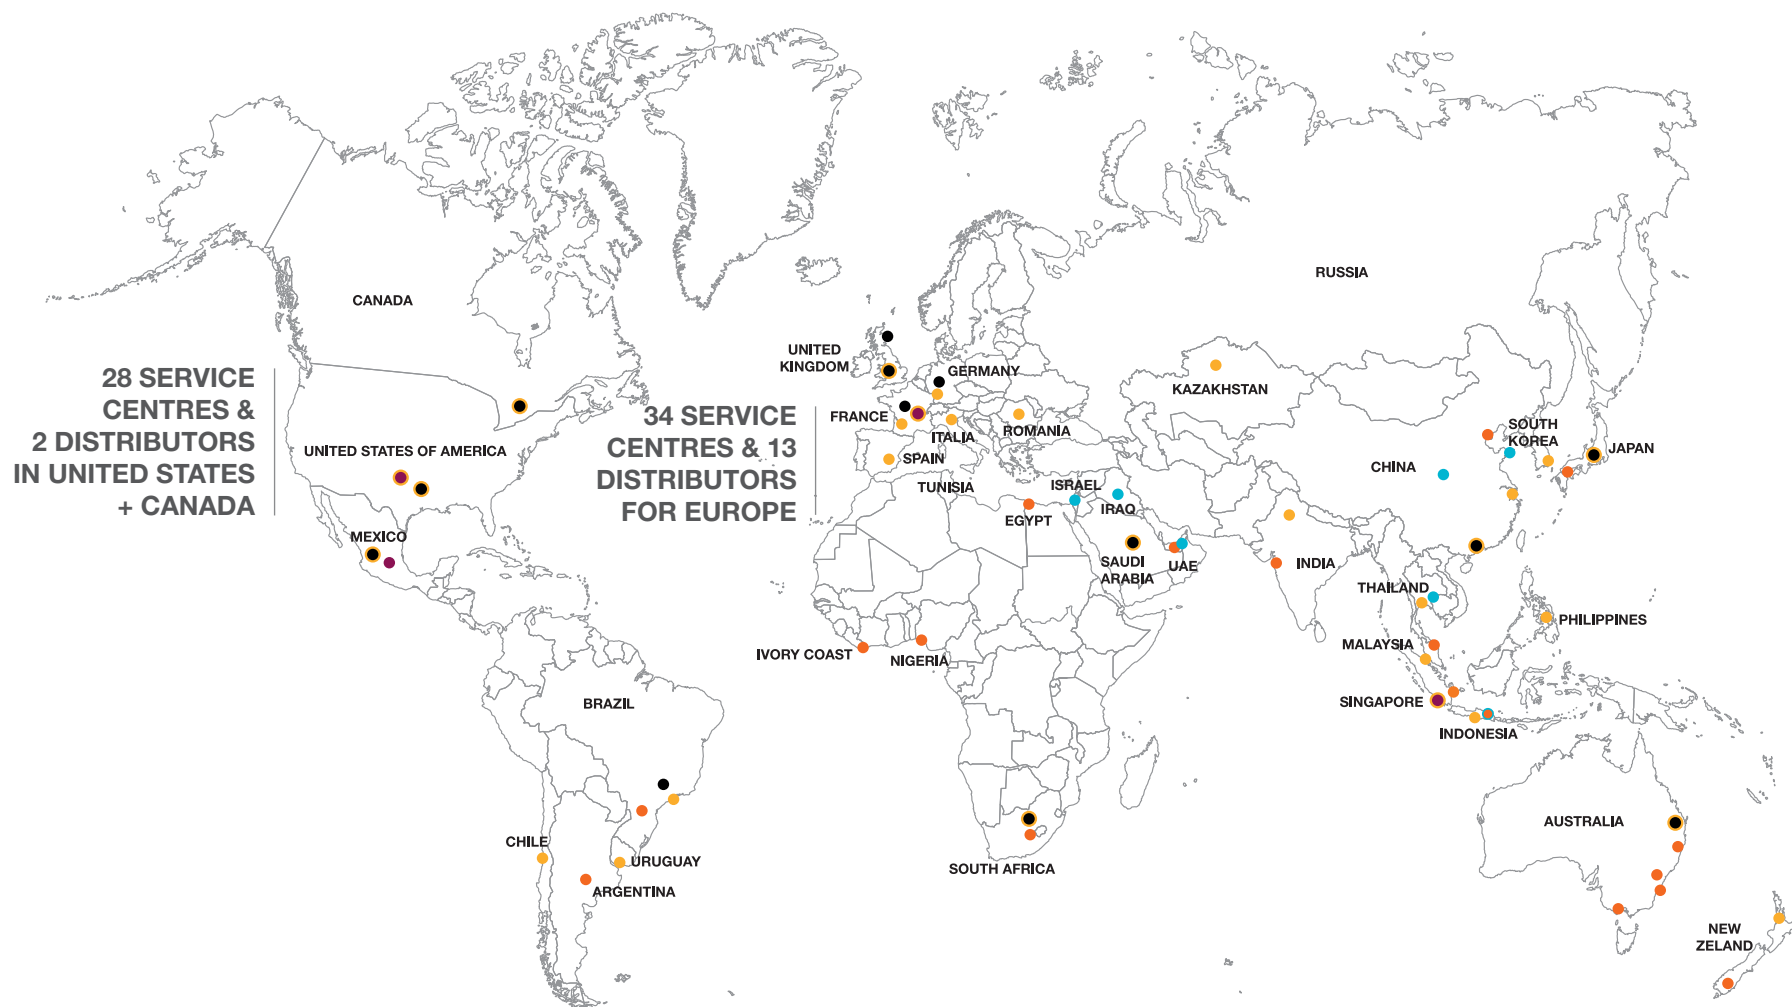 RUSSIA
CANADA
UNITED
KINGDOM
GERMANY
KAZAKHSTAN
28 SERVICE
CENTRES &
2 DISTRIBUTORS
IN UNITED STATES
+ CANADA
34 SERVICE
CENTRES & 13
DISTRIBUTORS
FOR EUROPE
FRANCE
ITALIA
ROMANIA
SOUTH
KOREA
JAPAN
UNITED STATES OF AMERICA
SPAIN
CHINA
TUNISIA
ISRAEL
IRAQ
EGYPT
MEXICO
SAUDI
ARABIA
UAE
INDIA
THAILAND
PHILIPPINES
MALAYSIA
IVORY COAST
NIGERIA
BRAZIL
SINGAPORE
INDONESIA
AUSTRALIA
CHILE
URUGUAY
SOUTH AFRICA
ARGENTINA
NEW
ZELAND